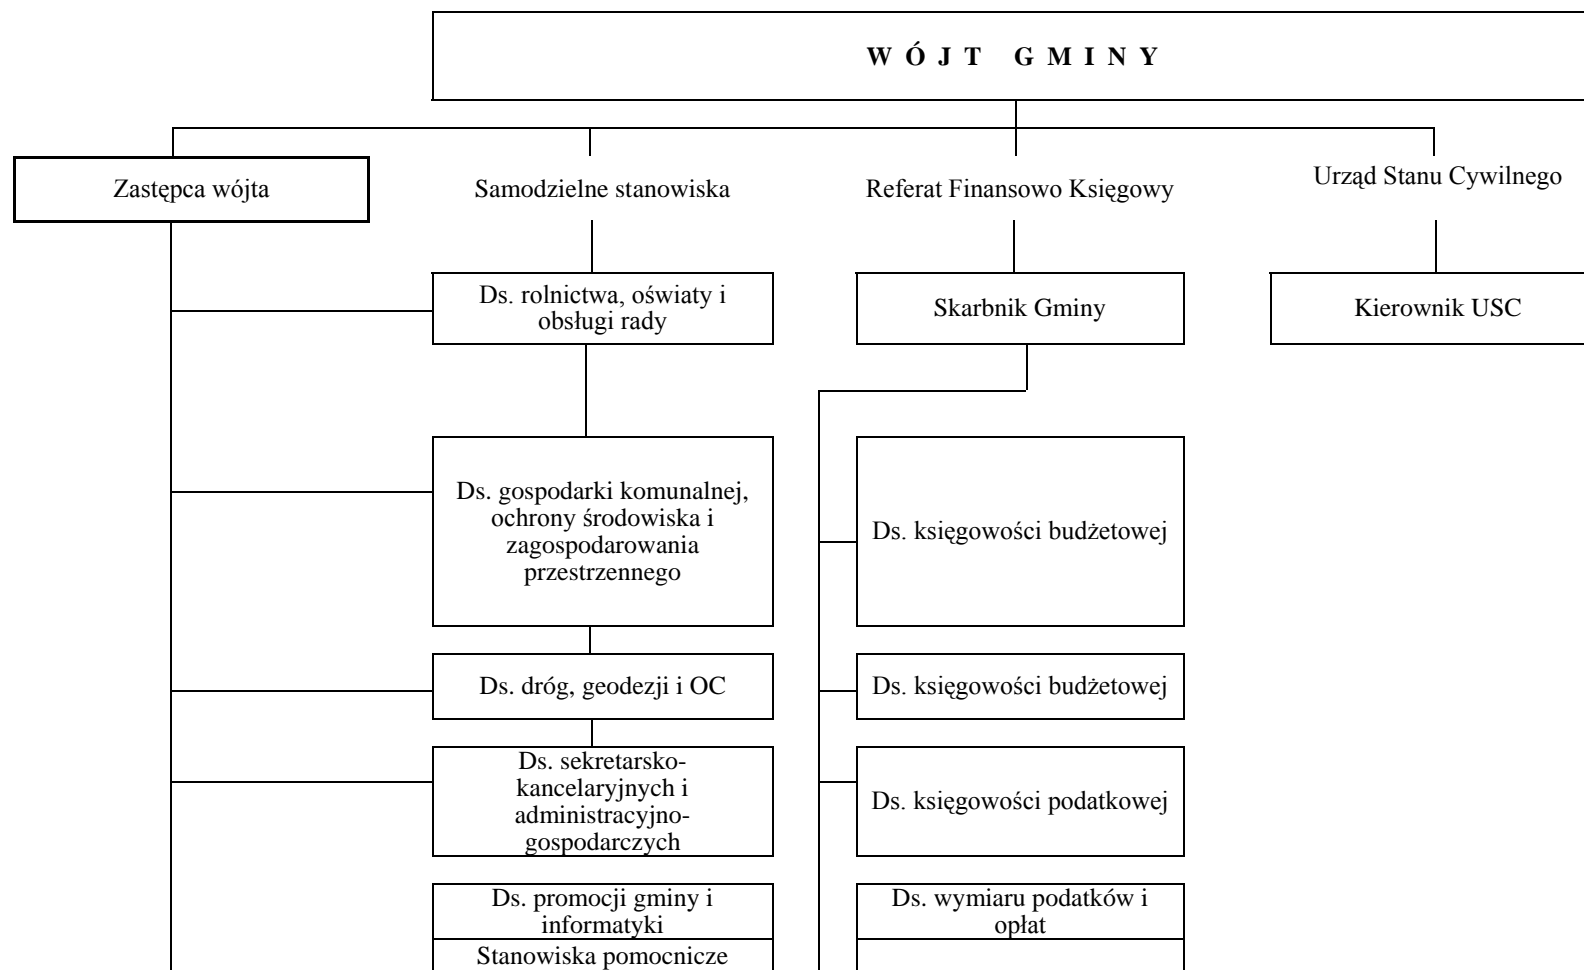 WÓJT GMINY
Zastępca wójta
Samodzielne stanowiska
Referat Finansowo Księgowy
Urząd Stanu Cywilnego
Ds. rolnictwa, oświaty i
obsługi rady
Skarbnik Gminy
Kierownik USC
Ds. gospodarki komunalnej,
ochrony środowiska i
zagospodarowania
przestrzennego
Ds. księgowości budżetowej
Ds. dróg, geodezji i OC
Ds. księgowości budżetowej
Ds. sekretarsko-
kancelaryjnych i
administracyjno-
gospodarczych
Ds. księgowości podatkowej
Ds. promocji gminy i
informatyki
Ds. wymiaru podatków i
opłat
Stanowiska pomocnicze